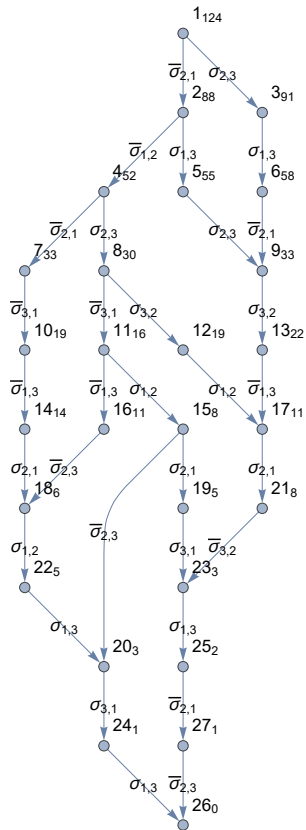 1₁₂₄
σ̅₂,₁ σ₂,₃
2₈₈ 3₉₁
σ̅₁,₂ σ₁,₃ σ₁,₃
4₅₂ 5₅₅ 6₅₈
σ̅₂,₁ σ₂,₃ σ₂,₃ σ̅₂,₁
7₃₃ 8₃₀ 9₃₃
σ̅₃,₁ σ̅₃,₁ σ₃,₂ σ₃,₂
10₁₉ 11₁₆ 12₁₉ 13₂₂
σ̅₁,₃ σ̅₁,₃ σ₁,₂ σ₁,₂ σ̅₁,₃
14₁₄ 16₁₁ 15₈ 17₁₁
σ₂,₁ σ̅₂,₃ σ₂,₁ σ₂,₁
18₆ 19₅ 21₈
σ₁,₂ σ̅₂,₃ σ₃,₁ σ̅₃,₂
22₅ 23₃
σ₁,₃ σ₁,₃
20₃ 25₂
σ₃,₁ σ̅₂,₁
24₁ 27₁
σ₁,₃ σ̅₂,₃
26₀